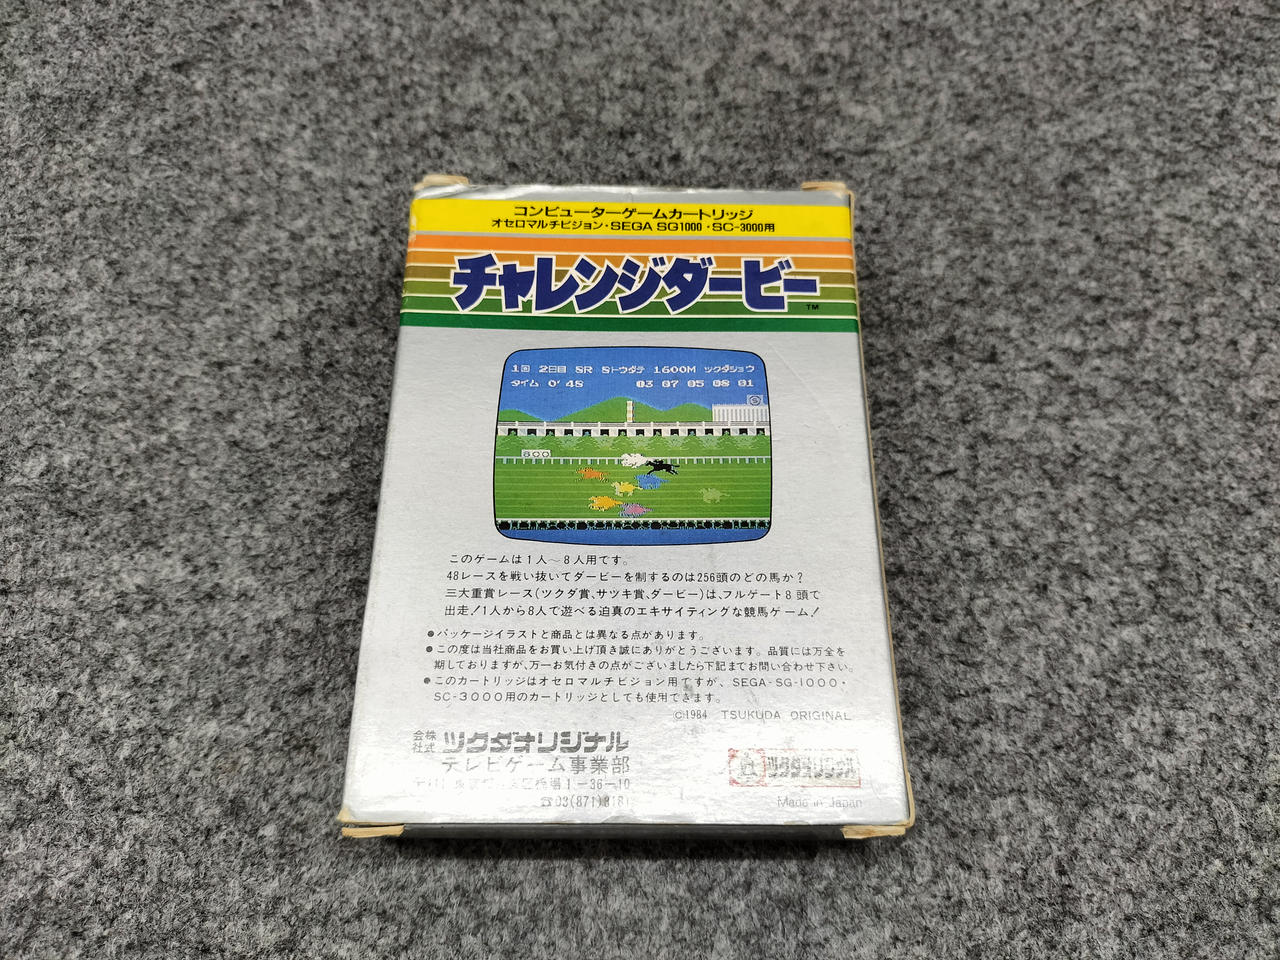 コンピューターゲームカートリッジ
オセロマルチビジョン・SEGA SG1000・SC-3000用
チャレンジダービー
TM
1回 2日目 5R 5トウダテ 1600M ツクダショウ
タイム 0'48 03 07 05 08 01
800
このゲームは1人〜8人用です。
48レースを戦い抜いてダービーを制するのは256頭のどの馬か?
三大重賞レース(ツクダ賞、サツキ賞、ダービー)は、フルゲート8頭で
出走!1人から8人で遊べる迫真のエキサイティングな競馬ゲーム!
●パッケージイラストと商品とは異なる点があります。
●この度は当社商品をお買い上げ頂き誠にありがとうございます。品質には万全を
期しておりますが、万一お気付きの点がございましたら下記までお問い合わせ下さい。
●このカートリッジはオセロマルチビジョン用ですが、SEGA-SG-1000・
SC-3000用のカートリッジとしても使用できます。
©1984 TSUKUDA ORIGINAL
株式会社 ツクダオリジナル
テレビゲーム事業部
橋場1-36-10
☎03(871)8181
ツクダオリジナル
Made in Japan